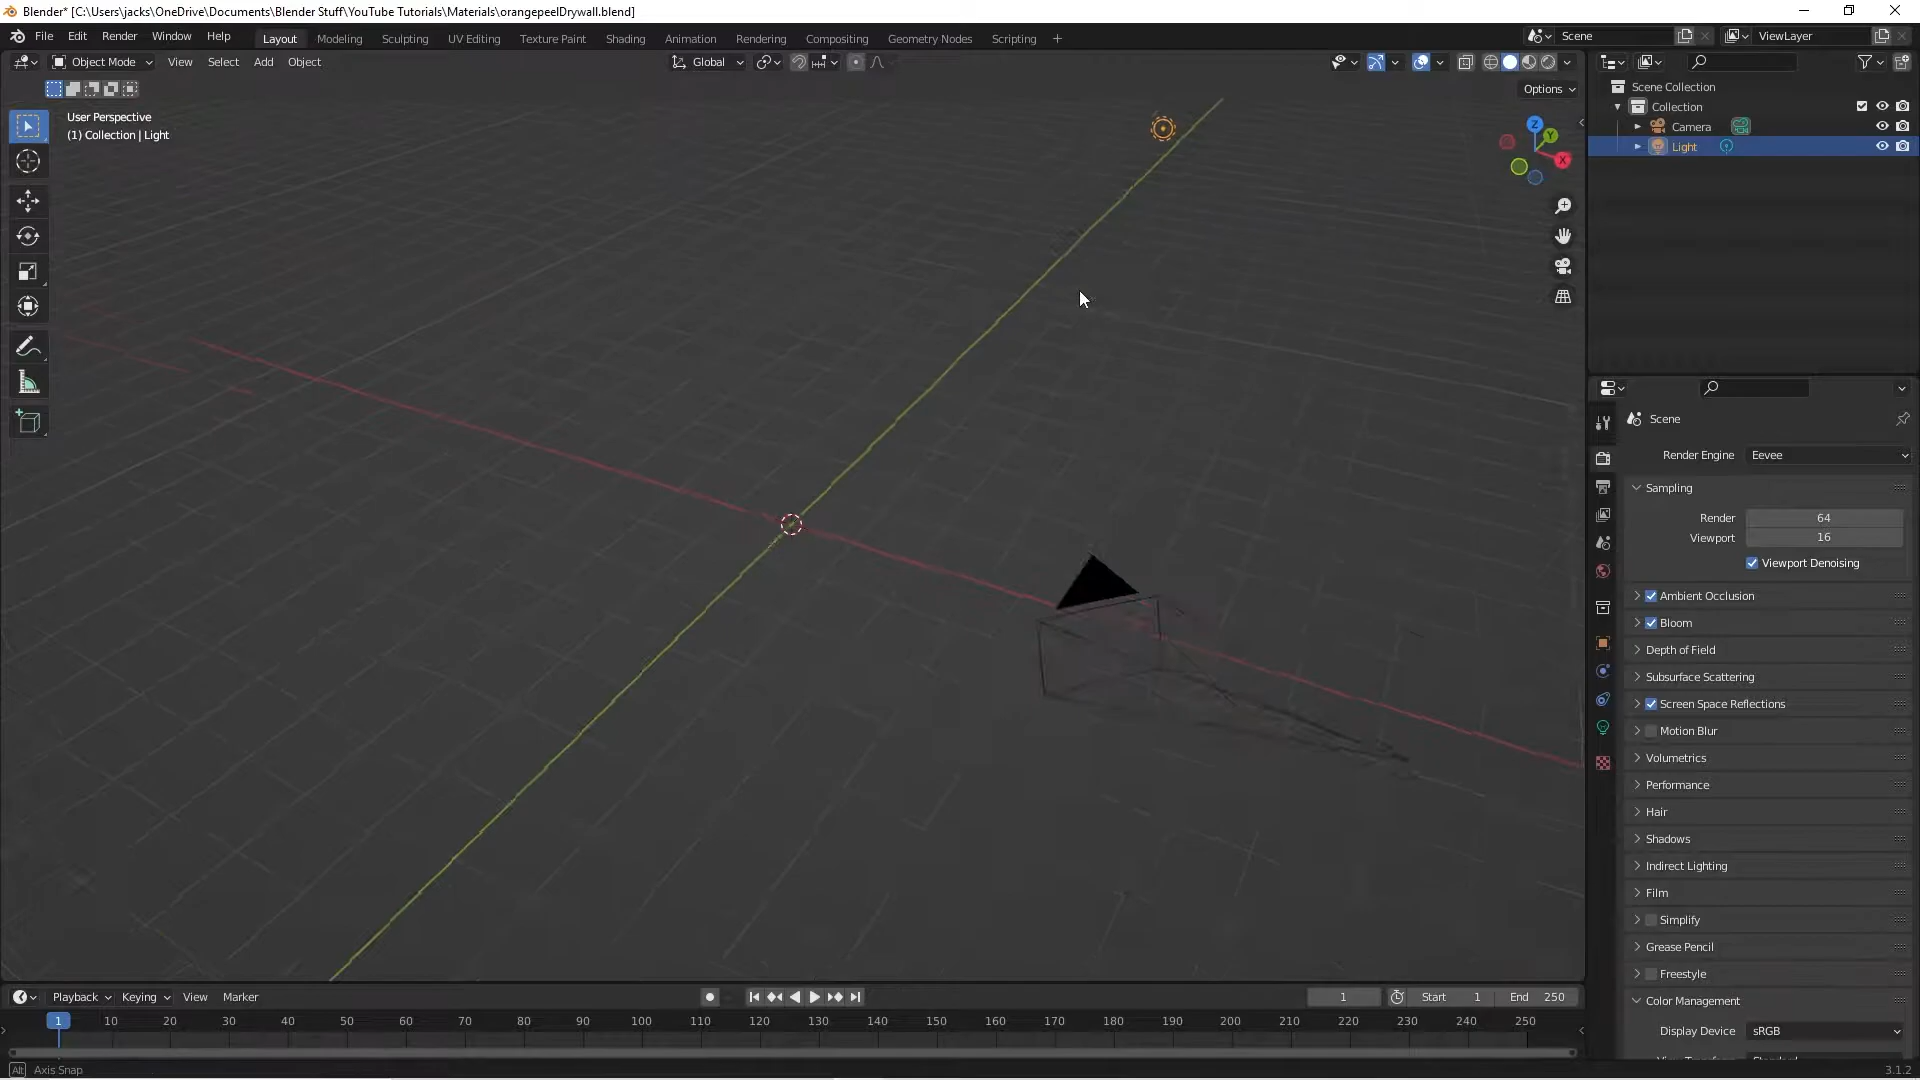 Blender* [C:\Users\jacks\OneDrive\Documents\Blender Stuff\YouTube Tutorials\Materials\orangepeelDrywall.blend]
File Edit Render Window Help Layout Modeling Sculpting UV Editing Texture Paint Shading Animation Rendering Compositing Geometry Nodes Scripting + Scene ViewLayer
Object Mode View Select Add Object Global
Options
User Perspective
(1) Collection | Light
Z
Y
X
Scene Collection
Collection
Camera
Light
Scene
Render Engine Eevee
Sampling
Render 64
Viewport 16
Viewport Denoising
Ambient Occlusion
Bloom
Depth of Field
Subsurface Scattering
Screen Space Reflections
Motion Blur
Volumetrics
Performance
Hair
Shadows
Indirect Lighting
Film
Simplify
Grease Pencil
Freestyle
Color Management
Display Device sRGB
Playback Keying View Marker 1 Start 1 End 250
1 10 20 30 40 50 60 70 80 90 100 110 120 130 140 150 160 170 180 190 200 210 220 230 240 250
Alt Axis Snap
3.1.2